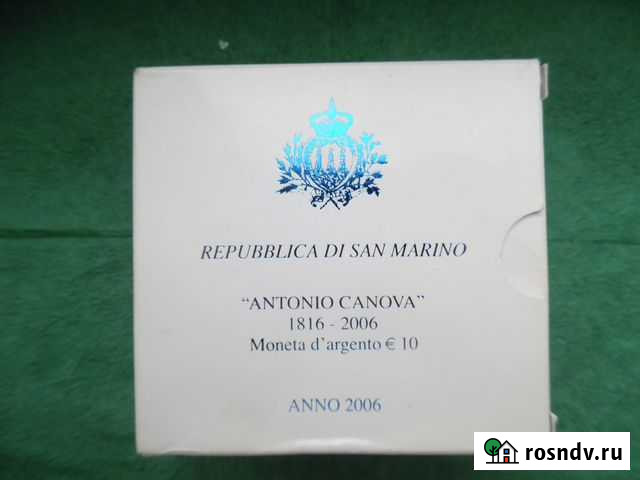 REPUBBLICA DI SAN MARINO
"ANTONIO CANOVA"
1816 - 2006
Moneta d'argento € 10
ANNO 2006
rosndv.ru